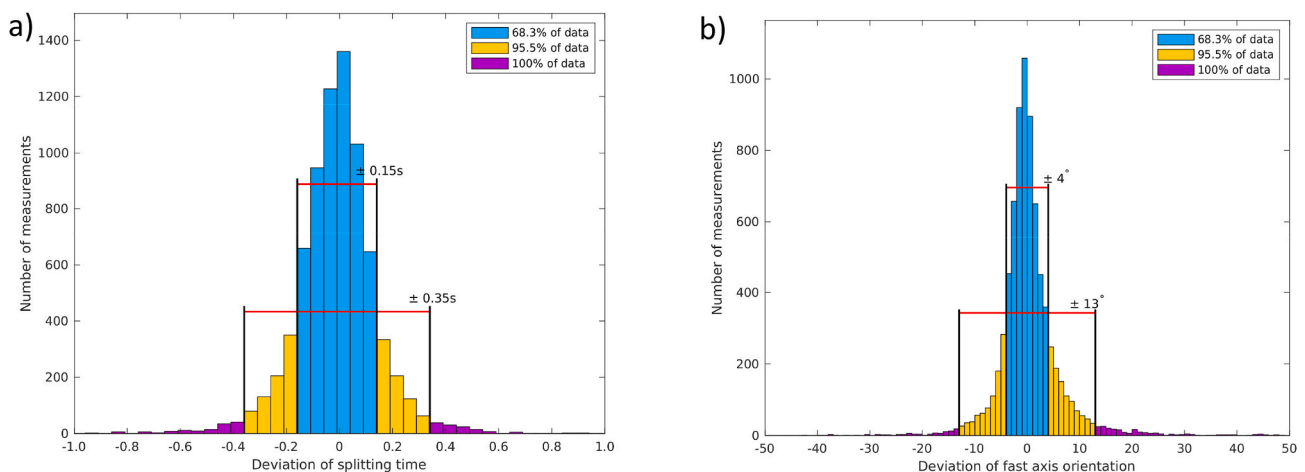 a)
68.3% of data
95.5% of data
100% of data
1400
1200
1000
800
600
400
200
0
Number of measurements
± 0.15s
± 0.35s
-1.0 -0.8 -0.6 -0.4 -0.2 0 0.2 0.4 0.6 0.8 1.0
Deviation of splitting time
b)
68.3% of data
95.5% of data
100% of data
1000
800
600
400
200
0
Number of measurements
± 4°
± 13°
-50 -40 -30 -20 -10 0 10 20 30 40 50
Deviation of fast axis orientation